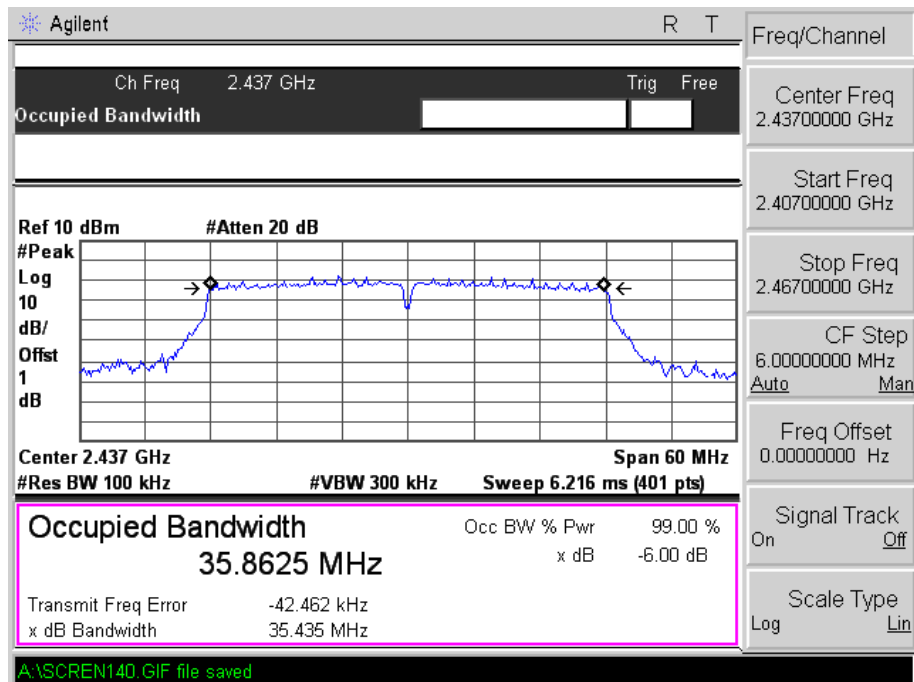 Agilent R T
Ch Freq 2.437 GHz Trig Free
Occupied Bandwidth
Ref 10 dBm #Atten 20 dB
#Peak
Log
10
dB/
Offst
1
dB
Center 2.437 GHz Span 60 MHz
#Res BW 100 kHz #VBW 300 kHz Sweep 6.216 ms (401 pts)
Occupied Bandwidth
35.8625 MHz
Occ BW % Pwr 99.00 %
x dB -6.00 dB
Transmit Freq Error -42.462 kHz
x dB Bandwidth 35.435 MHz
A:\SCREN140.GIF file saved
Freq/Channel
Center Freq
2.43700000 GHz
Start Freq
2.40700000 GHz
Stop Freq
2.46700000 GHz
CF Step
6.00000000 MHz
Auto Man
Freq Offset
0.00000000 Hz
Signal Track
On Off
Scale Type
Log Lin